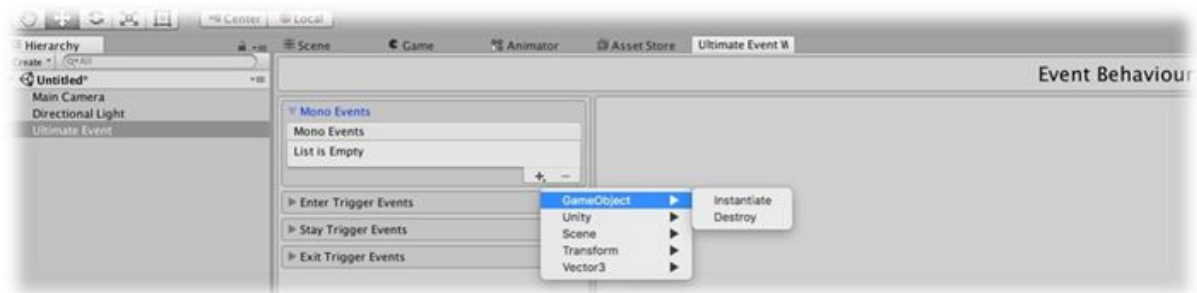 Center Local
Hierarchy Scene Game Animator Asset Store Ultimate Event W
Create All
Untitled* Event Behaviour
Main Camera
Directional Light
Ultimate Event
Mono Events
Mono Events
List is Empty
+ −
Enter Trigger Events
Stay Trigger Events
Exit Trigger Events
GameObject Instantiate
Unity Destroy
Scene
Transform
Vector3